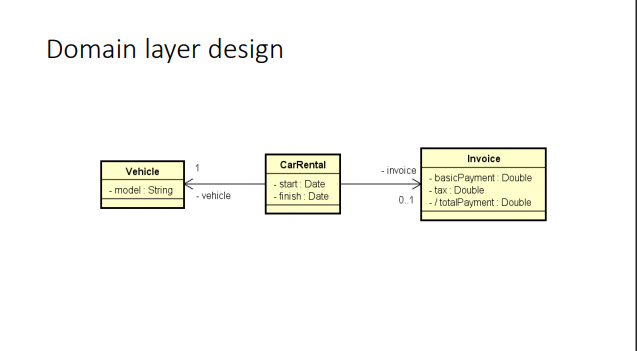 Domain layer design
Vehicle
- model : String
1
- vehicle
CarRental
- start : Date
- finish : Date
- invoice
0..1
Invoice
- basicPayment : Double
- tax : Double
- / totalPayment : Double